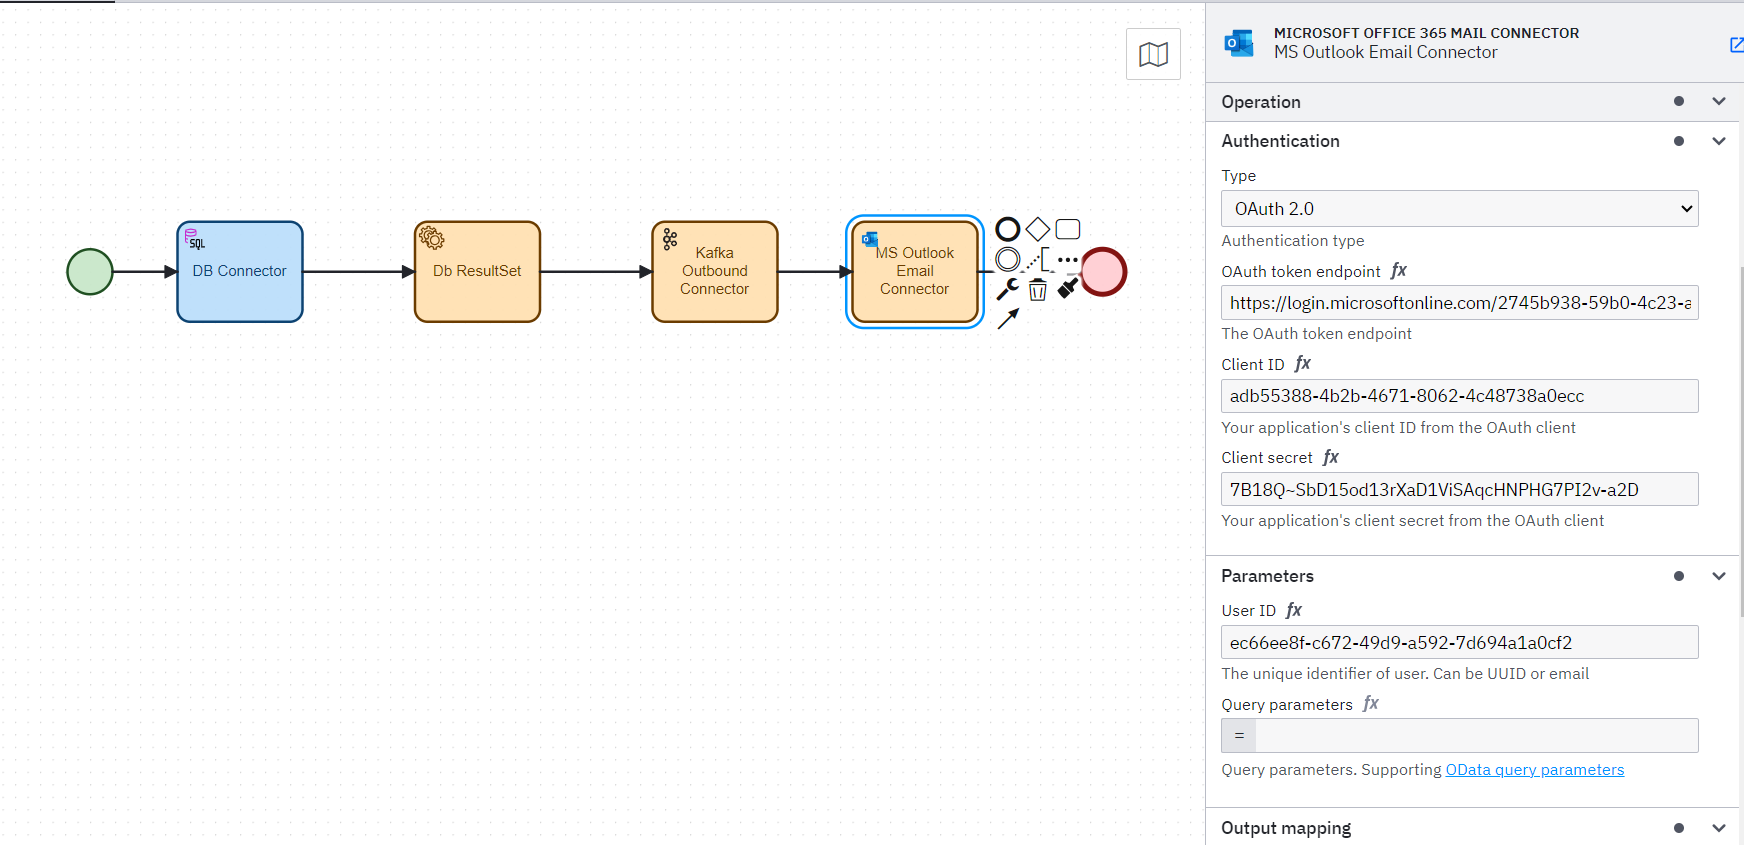 SQL
DB Connector
Db ResultSet
Kafka
Outbound
Connector
MS Outlook
Email
Connector
MICROSOFT OFFICE 365 MAIL CONNECTOR
MS Outlook Email Connector
Operation
Authentication
Type
OAuth 2.0
Authentication type
OAuth token endpoint fx
https://login.microsoftonline.com/2745b938-59b0-4c23-a
The OAuth token endpoint
Client ID fx
adb55388-4b2b-4671-8062-4c48738a0ecc
Your application's client ID from the OAuth client
Client secret fx
7B18Q~SbD15od13rXaD1ViSAqcHNPHG7PI2v-a2D
Your application's client secret from the OAuth client
Parameters
User ID fx
ec66ee8f-c672-49d9-a592-7d694a1a0cf2
The unique identifier of user. Can be UUID or email
Query parameters fx
=
Query parameters. Supporting OData query parameters
Output mapping